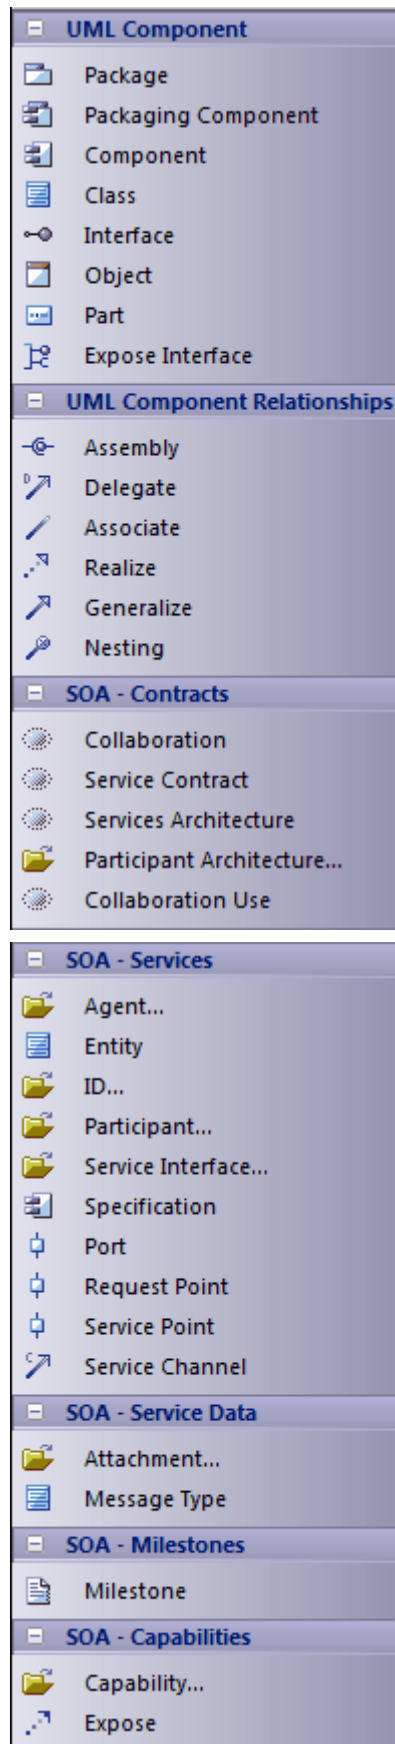 UML Component
Package
Packaging Component
Component
Class
Interface
Object
Part
Expose Interface
UML Component Relationships
Assembly
Delegate
Associate
Realize
Generalize
Nesting
SOA - Contracts
Collaboration
Service Contract
Services Architecture
Participant Architecture...
Collaboration Use
SOA - Services
Agent...
Entity
ID...
Participant...
Service Interface...
Specification
Port
Request Point
Service Point
Service Channel
SOA - Service Data
Attachment...
Message Type
SOA - Milestones
Milestone
SOA - Capabilities
Capability...
Expose